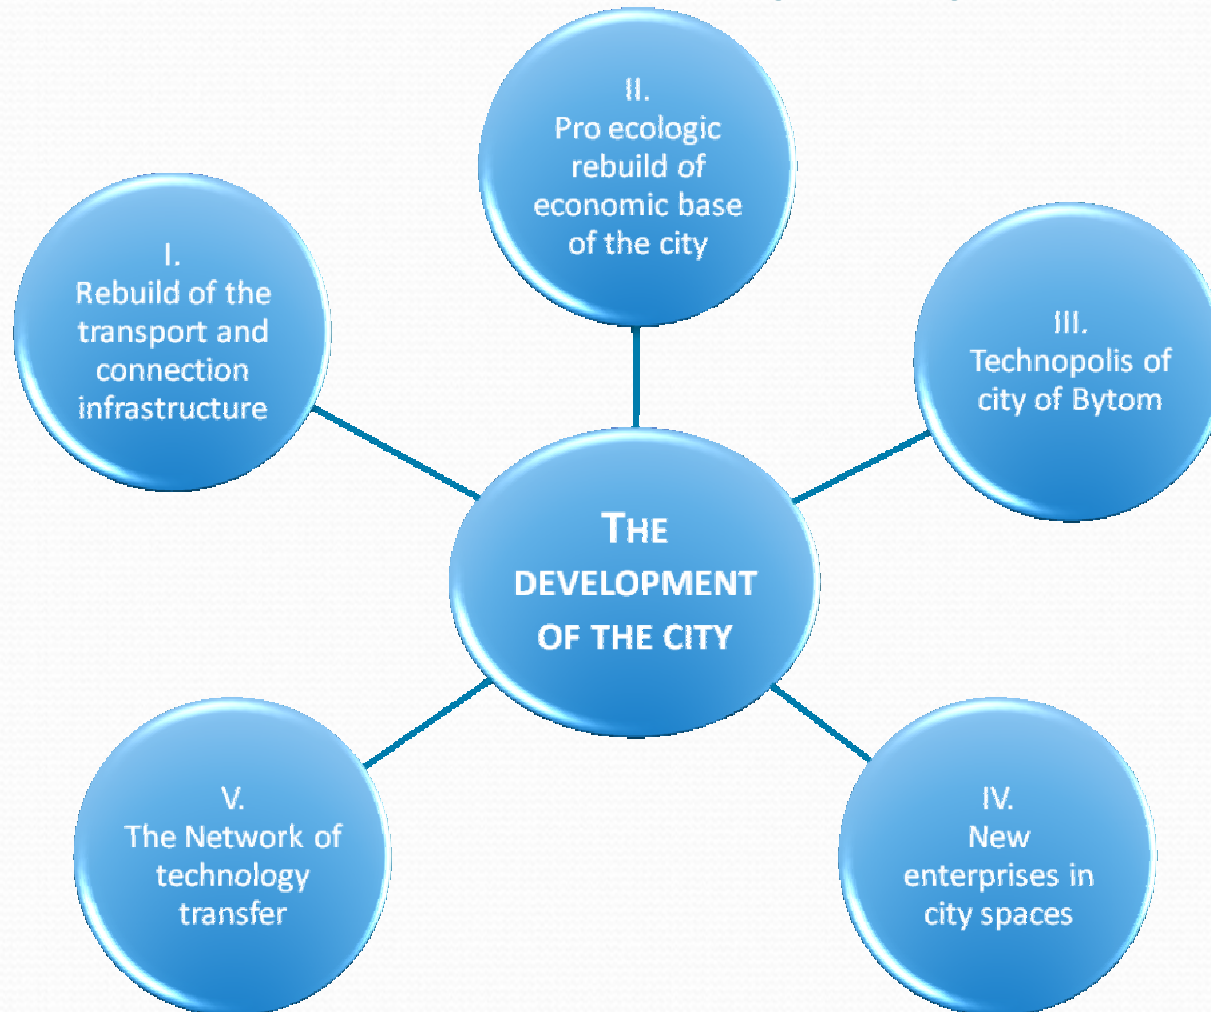 I.
Rebuild of the
transport and
connection
infrastructure
II.
Pro ecologic
rebuild of
economic base
of the city
III.
Technopolis of
city of Bytom
THE
DEVELOPMENT
OF THE CITY
IV.
New
enterprises in
city spaces
V.
The Network of
technology
transfer